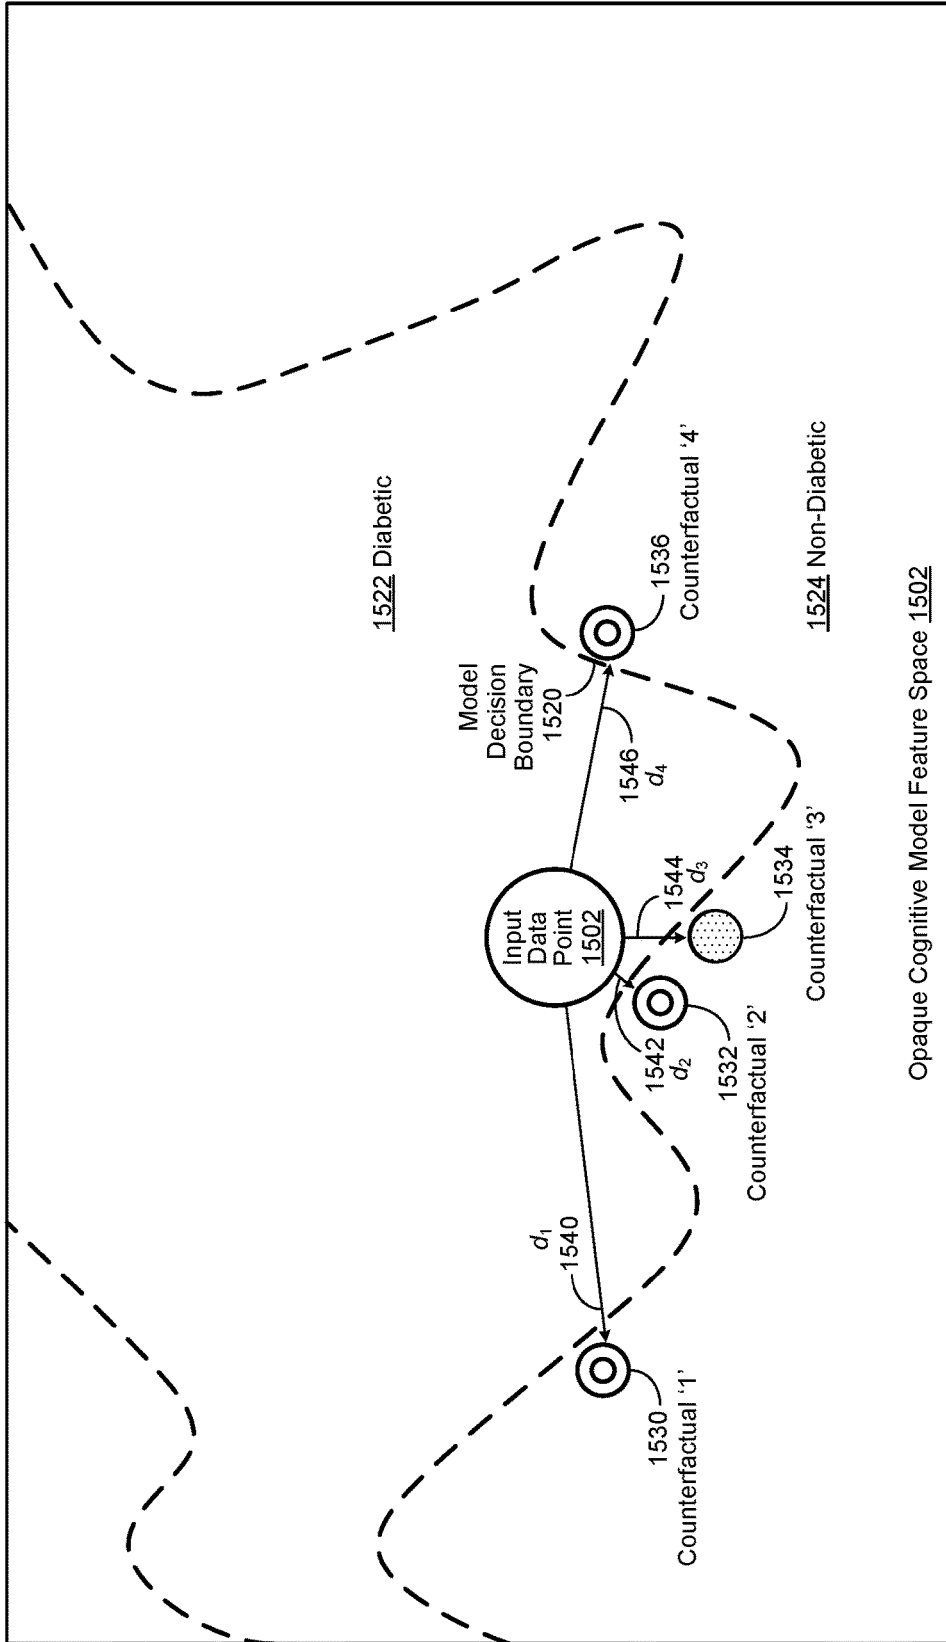 1522 Diabetic
Model
Decision
Boundary
1520
Input
Data
Point
1502
d1
1540
1542
d2
1544
d3
1546
d4
1536
Counterfactual ‘4’
1530
Counterfactual ‘1’
1532
Counterfactual ‘2’
1534
Counterfactual ‘3’
1524 Non-Diabetic
Opaque Cognitive Model Feature Space 1502